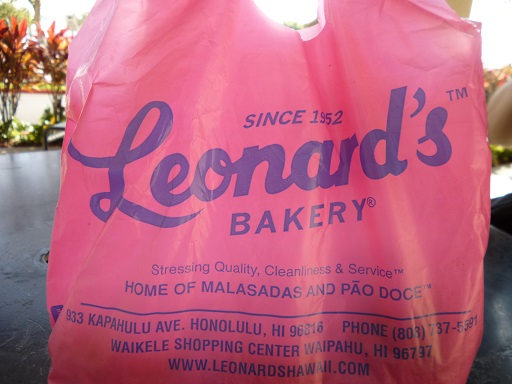 SINCE 1952
Leonard's™
BAKERY®
Stressing Quality, Cleanliness & Service™
HOME OF MALASADAS AND PÃO DOCE™
933 KAPAHULU AVE. HONOLULU, HI 96816 PHONE (808) 737-5591
WAIKELE SHOPPING CENTER WAIPAHU, HI 96797
WWW.LEONARDSHAWAII.COM